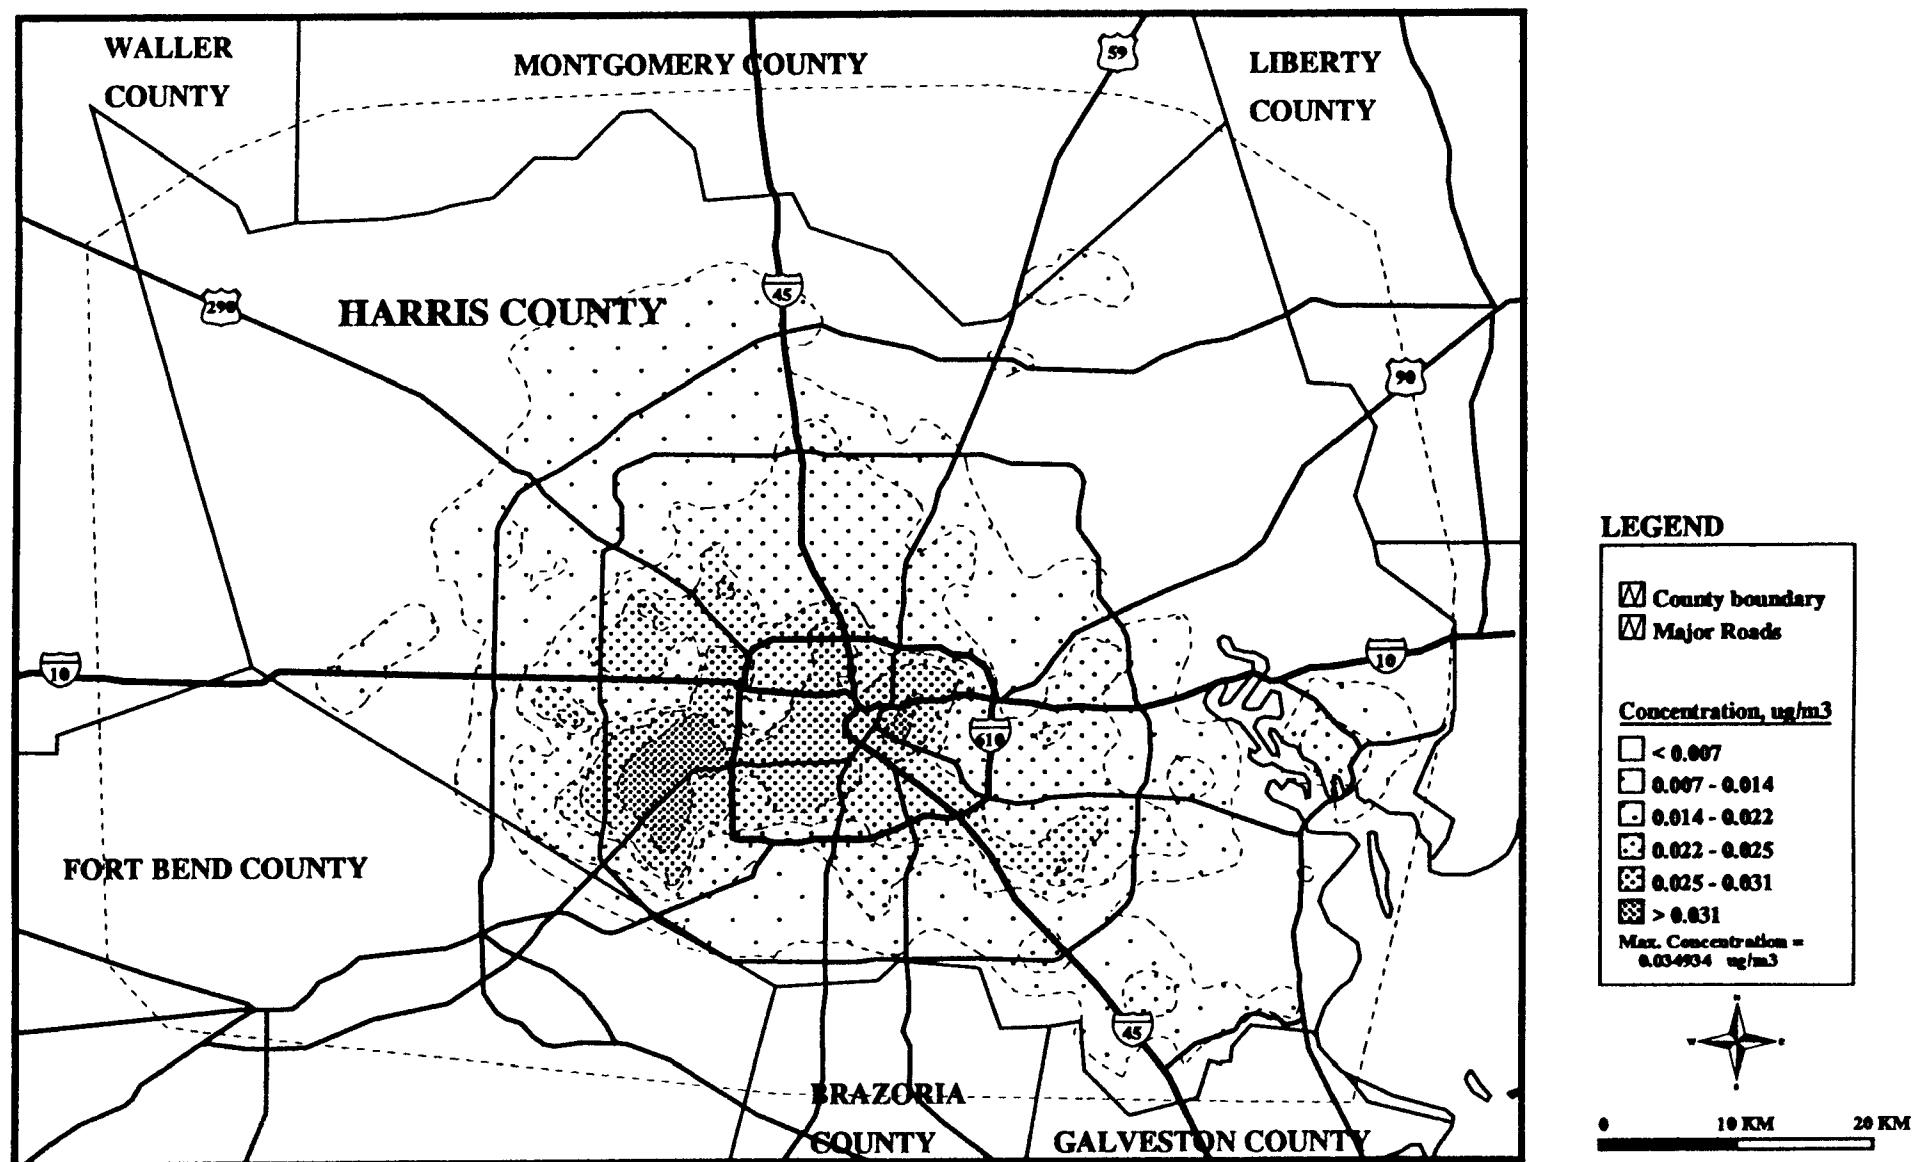 WALLER
COUNTY
MONTGOMERY COUNTY
59
LIBERTY
COUNTY
290
HARRIS COUNTY
45
90
10
10
610
FORT BEND COUNTY
45
BRAZORIA
COUNTY
GALVESTON COUNTY
LEGEND
County boundary
Major Roads
Concentration, ug/m3
< 0.007
0.007 - 0.014
0.014 - 0.022
0.022 - 0.025
0.025 - 0.031
> 0.031
Max. Concentration =
0.034934 ug/m3
N
W E
S
0 10 KM 20 KM